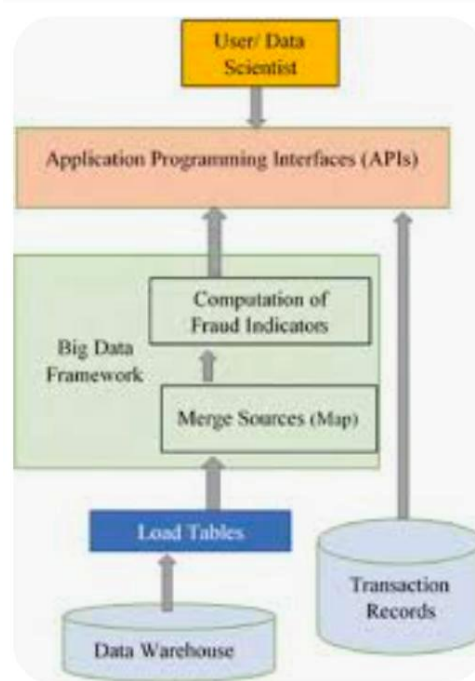 User/ Data
Scientist
Application Programming Interfaces (APIs)
Computation of
Fraud Indicators
Big Data
Framework
Merge Sources (Map)
Load Tables
Transaction
Records
Data Warehouse